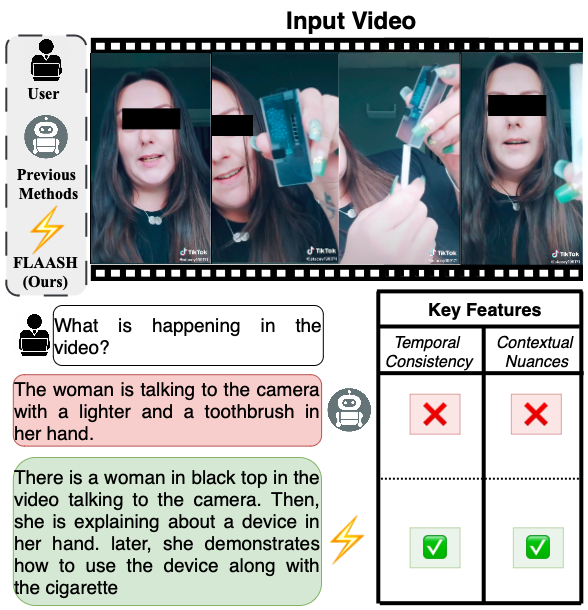 Input Video
User
Previous
Methods
FLAASH
(Ours)
TikTok
TikTok
TikTok
TikTok
What is happening in the
video?
The woman is talking to the camera
with a lighter and a toothbrush in
her hand.
There is a woman in black top in the
video talking to the camera. Then,
she is explaining about a device in
her hand. later, she demonstrates
how to use the device along with
the cigarette
Key Features
Temporal
Consistency
Contextual
Nuances